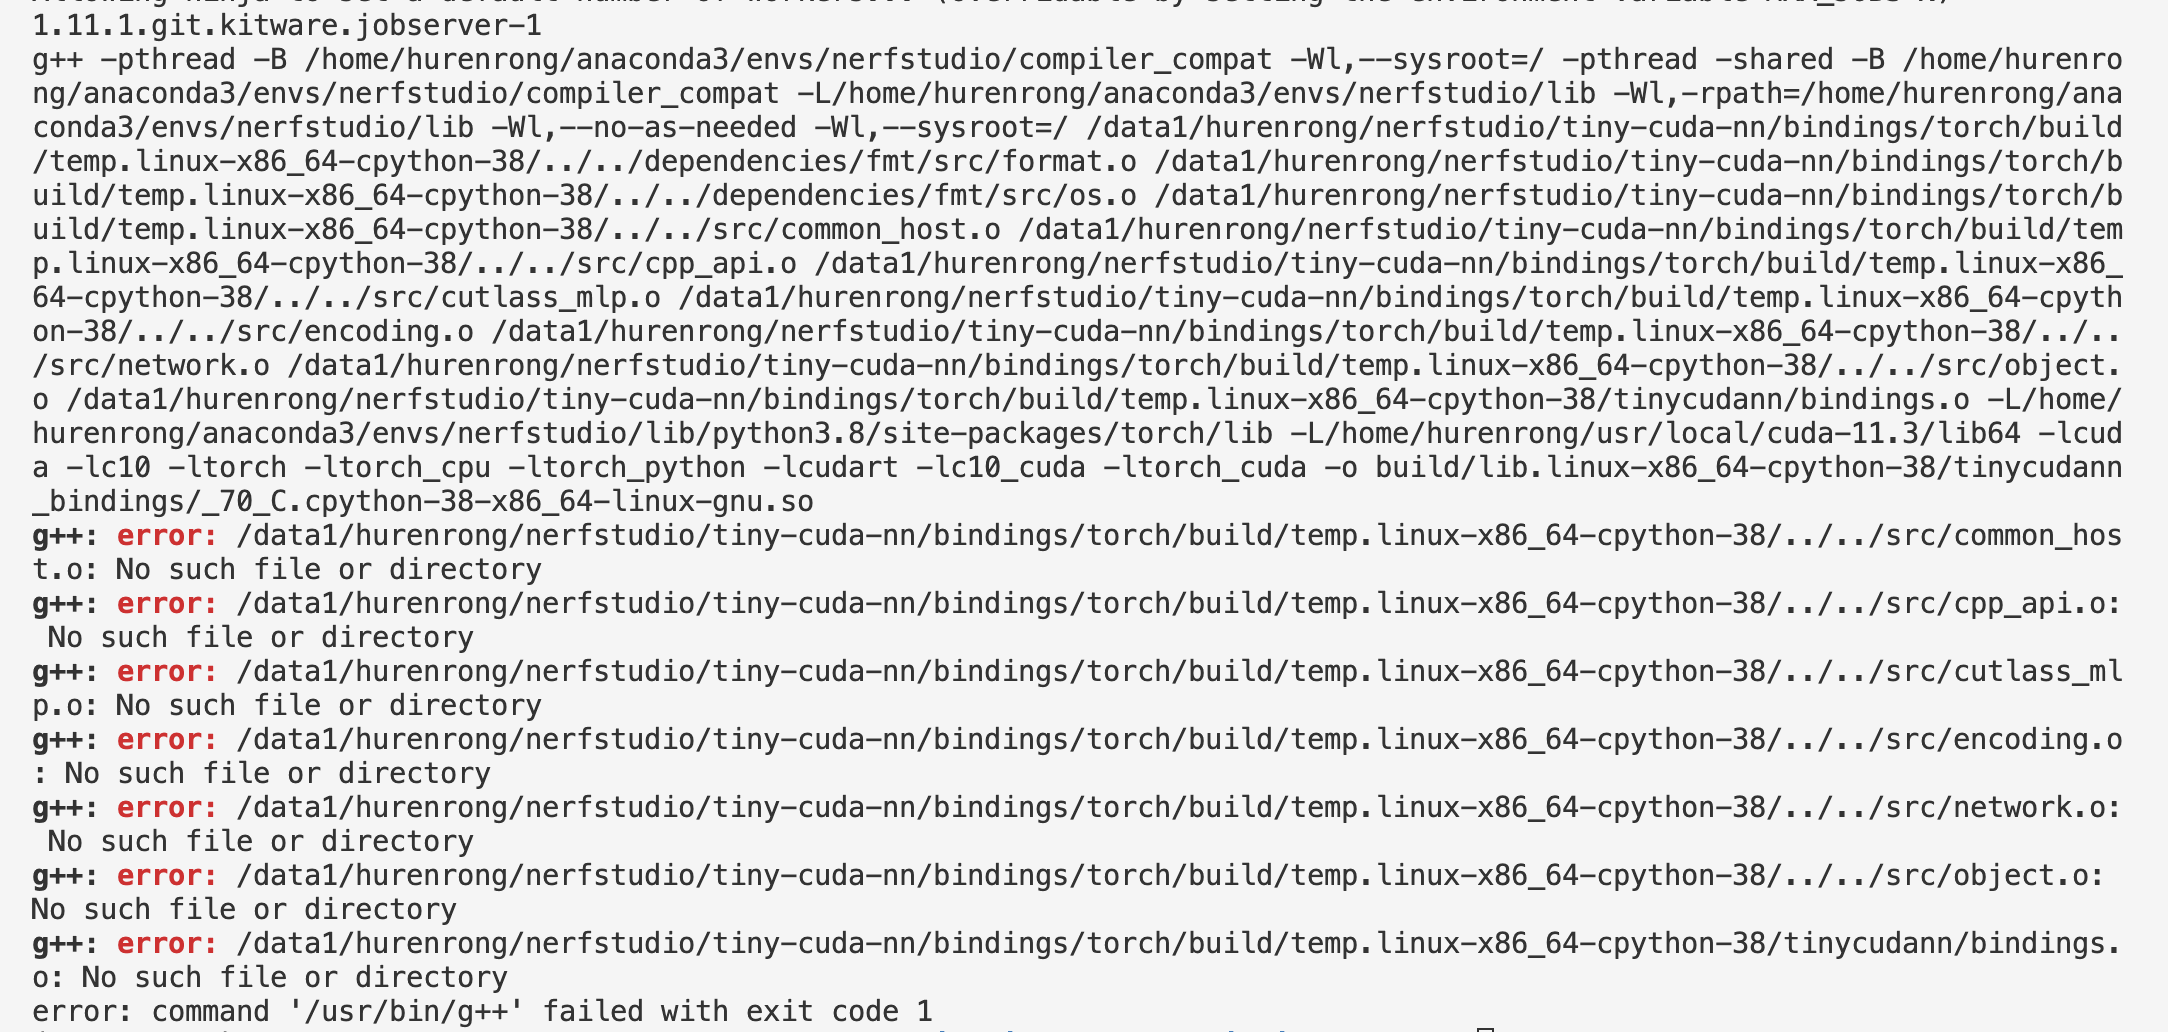 1.11.1.git.kitware.jobserver-1
g++ -pthread -B /home/hurenrong/anaconda3/envs/nerfstudio/compiler_compat -Wl,--sysroot=/ -pthread -shared -B /home/hurenro
ng/anaconda3/envs/nerfstudio/compiler_compat -L/home/hurenrong/anaconda3/envs/nerfstudio/lib -Wl,-rpath=/home/hurenrong/ana
conda3/envs/nerfstudio/lib -Wl,--no-as-needed -Wl,--sysroot=/ /data1/hurenrong/nerfstudio/tiny-cuda-nn/bindings/torch/build
/temp.linux-x86_64-cpython-38/../../dependencies/fmt/src/format.o /data1/hurenrong/nerfstudio/tiny-cuda-nn/bindings/torch/b
uild/temp.linux-x86_64-cpython-38/../../dependencies/fmt/src/os.o /data1/hurenrong/nerfstudio/tiny-cuda-nn/bindings/torch/b
uild/temp.linux-x86_64-cpython-38/../../src/common_host.o /data1/hurenrong/nerfstudio/tiny-cuda-nn/bindings/torch/build/tem
p.linux-x86_64-cpython-38/../../src/cpp_api.o /data1/hurenrong/nerfstudio/tiny-cuda-nn/bindings/torch/build/temp.linux-x86_
64-cpython-38/../../src/cutlass_mlp.o /data1/hurenrong/nerfstudio/tiny-cuda-nn/bindings/torch/build/temp.linux-x86_64-cpyth
on-38/../../src/encoding.o /data1/hurenrong/nerfstudio/tiny-cuda-nn/bindings/torch/build/temp.linux-x86_64-cpython-38/../..
/src/network.o /data1/hurenrong/nerfstudio/tiny-cuda-nn/bindings/torch/build/temp.linux-x86_64-cpython-38/../../src/object.
o /data1/hurenrong/nerfstudio/tiny-cuda-nn/bindings/torch/build/temp.linux-x86_64-cpython-38/tinycudann/bindings.o -L/home/
hurenrong/anaconda3/envs/nerfstudio/lib/python3.8/site-packages/torch/lib -L/home/hurenrong/usr/local/cuda-11.3/lib64 -lcud
a -lc10 -ltorch -ltorch_cpu -ltorch_python -lcudart -lc10_cuda -ltorch_cuda -o build/lib.linux-x86_64-cpython-38/tinycudann
_bindings/_70_C.cpython-38-x86_64-linux-gnu.so
g++: error: /data1/hurenrong/nerfstudio/tiny-cuda-nn/bindings/torch/build/temp.linux-x86_64-cpython-38/../../src/common_hos
t.o: No such file or directory
g++: error: /data1/hurenrong/nerfstudio/tiny-cuda-nn/bindings/torch/build/temp.linux-x86_64-cpython-38/../../src/cpp_api.o:
 No such file or directory
g++: error: /data1/hurenrong/nerfstudio/tiny-cuda-nn/bindings/torch/build/temp.linux-x86_64-cpython-38/../../src/cutlass_ml
p.o: No such file or directory
g++: error: /data1/hurenrong/nerfstudio/tiny-cuda-nn/bindings/torch/build/temp.linux-x86_64-cpython-38/../../src/encoding.o
: No such file or directory
g++: error: /data1/hurenrong/nerfstudio/tiny-cuda-nn/bindings/torch/build/temp.linux-x86_64-cpython-38/../../src/network.o:
 No such file or directory
g++: error: /data1/hurenrong/nerfstudio/tiny-cuda-nn/bindings/torch/build/temp.linux-x86_64-cpython-38/../../src/object.o:
No such file or directory
g++: error: /data1/hurenrong/nerfstudio/tiny-cuda-nn/bindings/torch/build/temp.linux-x86_64-cpython-38/tinycudann/bindings.
o: No such file or directory
error: command '/usr/bin/g++' failed with exit code 1